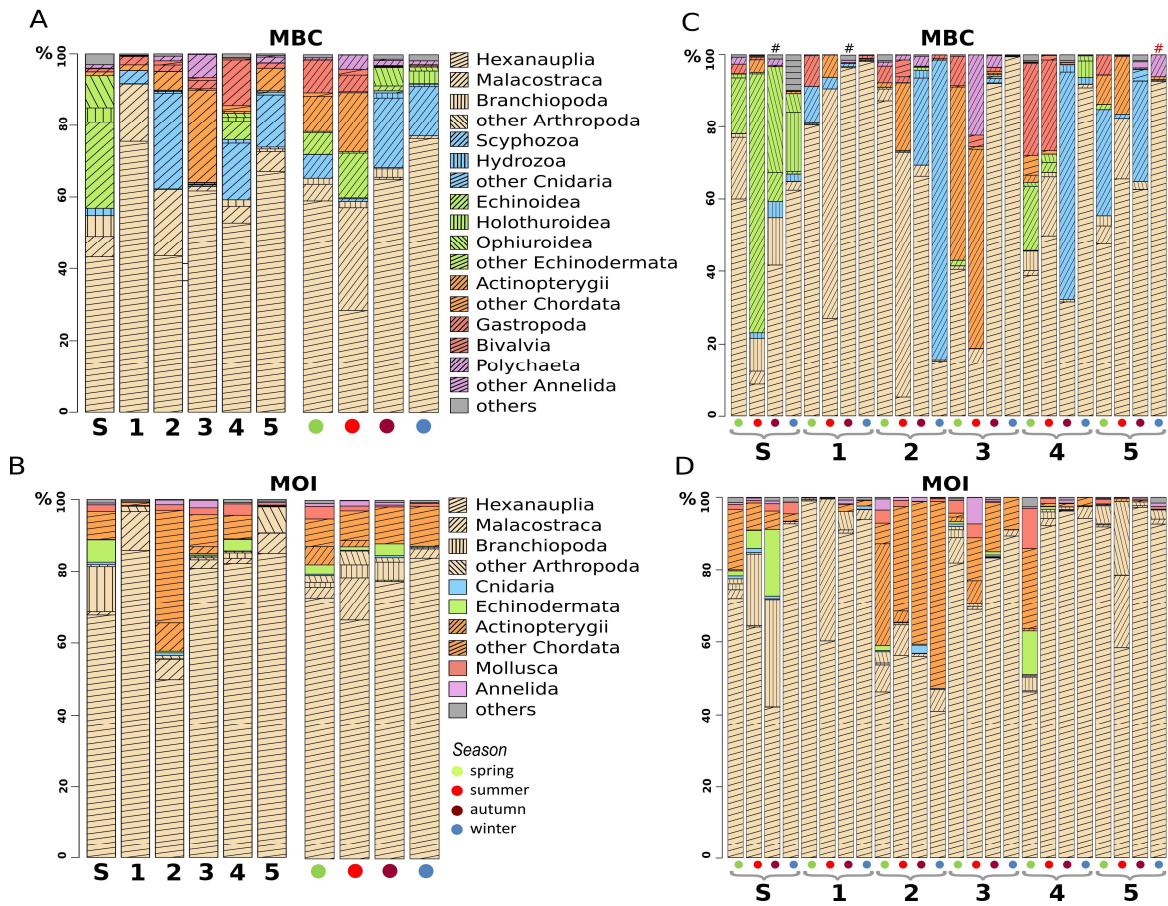 A
MBC
%
100
80
60
40
20
0
S 1 2 3 4 5
Hexanauplia
Malacostraca
Branchiopoda
other Arthropoda
Scyphozoa
Hydrozoa
other Cnidaria
Echinoidea
Holothuroidea
Ophiuroidea
other Echinodermata
Actinopterygii
other Chordata
Gastropoda
Bivalvia
Polychaeta
other Annelida
others
B
MOI
%
100
80
60
40
20
0
S 1 2 3 4 5
Hexanauplia
Malacostraca
Branchiopoda
other Arthropoda
Cnidaria
Echinodermata
Actinopterygii
other Chordata
Mollusca
Annelida
others
Season
spring
summer
autumn
winter
C
MBC
# # #
%
100
80
60
40
20
0
S 1 2 3 4 5
D
MOI
%
100
80
60
40
20
0
S 1 2 3 4 5